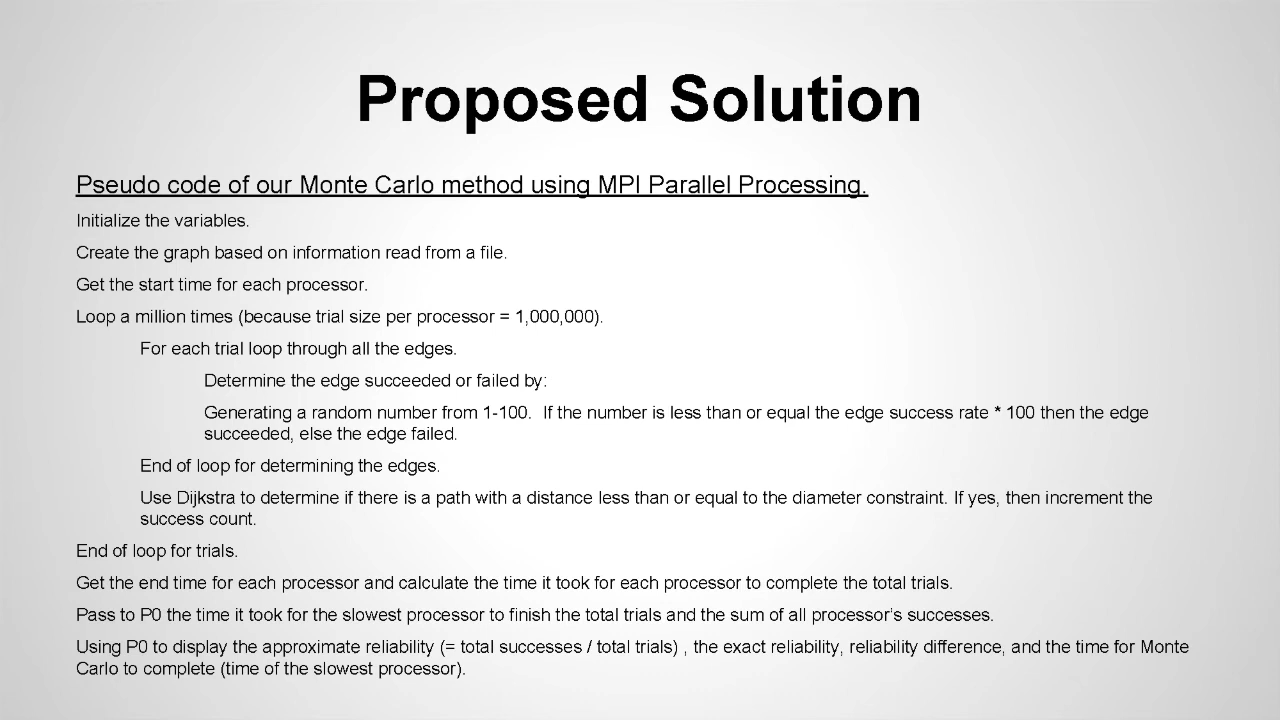 Proposed Solution
Pseudo code of our Monte Carlo method using MPI Parallel Processing.
Initialize the variables.
Create the graph based on information read from a file.
Get the start time for each processor.
Loop a million times (because trial size per processor = 1,000,000).
For each trial loop through all the edges.
Determine the edge succeeded or failed by:
Generating a random number from 1-100.  If the number is less than or equal the edge success rate * 100 then the edge
succeeded, else the edge failed.
End of loop for determining the edges.
Use Dijkstra to determine if there is a path with a distance less than or equal to the diameter constraint. If yes, then increment the
success count.
End of loop for trials.
Get the end time for each processor and calculate the time it took for each processor to complete the total trials.
Pass to P0 the time it took for the slowest processor to finish the total trials and the sum of all processor's successes.
Using P0 to display the approximate reliability (= total successes / total trials) , the exact reliability, reliability difference, and the time for Monte
Carlo to complete (time of the slowest processor).